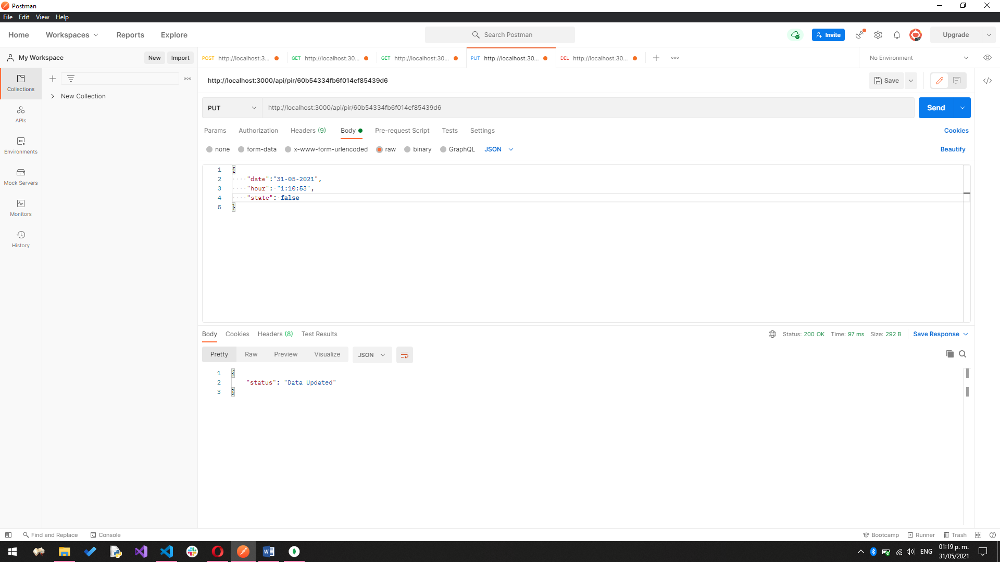 Postman
File Edit View Help
Home Workspaces Reports Explore Search Postman Invite Upgrade
My Workspace New Import POST http://localhost:3... GET http://localhost:30... GET http://localhost:30... PUT http://localhost:30... DEL http://localhost:30... No Environment
Collections
New Collection
http://localhost:3000/api/pir/60b54334fb6f014ef85439d6 Save
PUT http://localhost:3000/api/pir/60b54334fb6f014ef85439d6 Send
APIs
Params Authorization Headers (9) Body Pre-request Script Tests Settings Cookies
Environments
none form-data x-www-form-urlencoded raw binary GraphQL JSON Beautify
Mock Servers
Monitors
History
1 {
2 "date":"31-05-2021",
3 "hour": "1:10:53",
4 "state": false
5 }
Body Cookies Headers (8) Test Results Status: 200 OK Time: 97 ms Size: 292 B Save Response
Pretty Raw Preview Visualize JSON
1 {
2 "status": "Data Updated"
3 }
Find and Replace Console Bootcamp Runner Trash
ENG 01:19 p. m.
31/05/2021